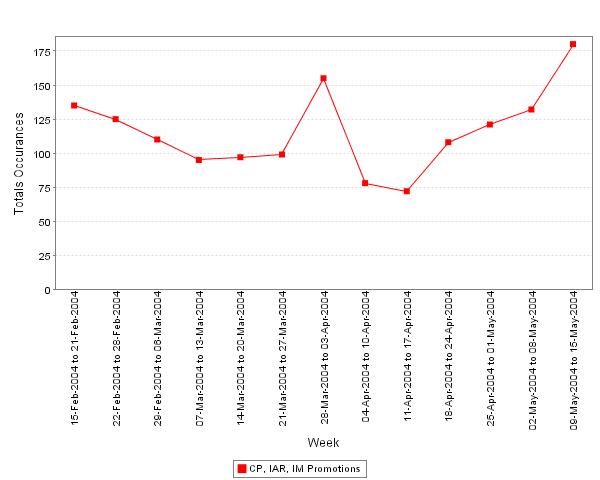 175
150
125
100
75
50
25
0
Totals Occurances
15-Feb-2004 to 21-Feb-2004
22-Feb-2004 to 28-Feb-2004
29-Feb-2004 to 06-Mar-2004
07-Mar-2004 to 13-Mar-2004
14-Mar-2004 to 20-Mar-2004
21-Mar-2004 to 27-Mar-2004
28-Mar-2004 to 03-Apr-2004
04-Apr-2004 to 10-Apr-2004
11-Apr-2004 to 17-Apr-2004
18-Apr-2004 to 24-Apr-2004
25-Apr-2004 to 01-May-2004
02-May-2004 to 08-May-2004
09-May-2004 to 15-May-2004
Week
CP, IAR, IM Promotions